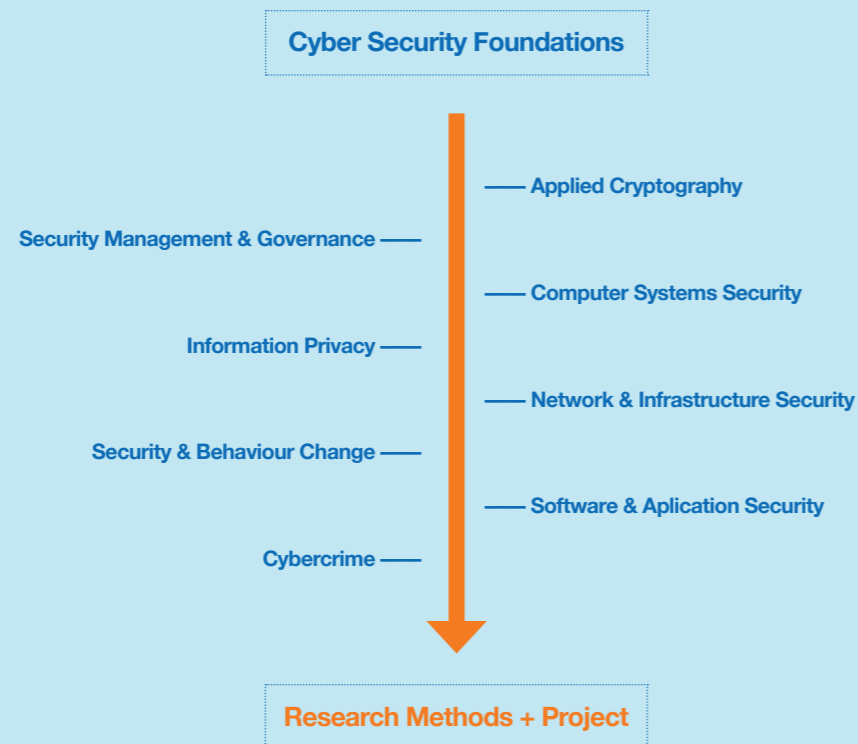 Cyber Security Foundations
Applied Cryptography
Security Management & Governance
Computer Systems Security
Information Privacy
Network & Infrastructure Security
Security & Behaviour Change
Software & Aplication Security
Cybercrime
Research Methods + Project